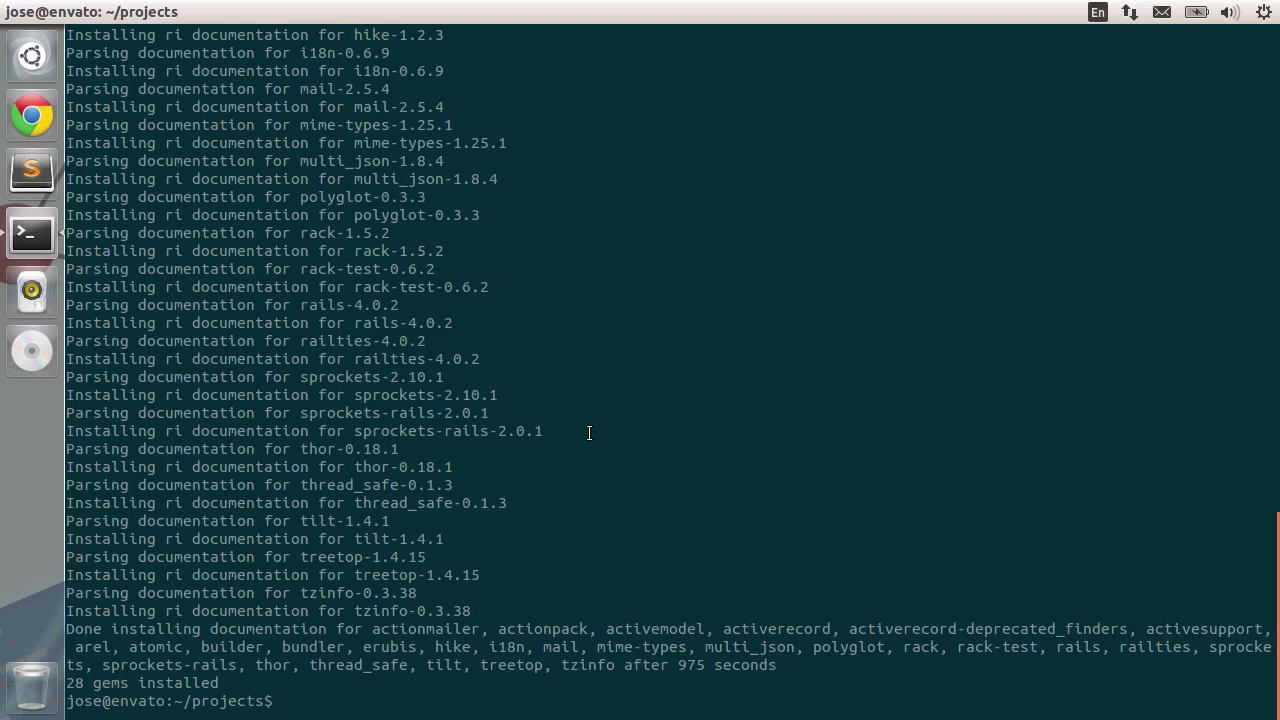 jose@envato: ~/projects
En
Installing ri documentation for hike-1.2.3
Parsing documentation for i18n-0.6.9
Installing ri documentation for i18n-0.6.9
Parsing documentation for mail-2.5.4
Installing ri documentation for mail-2.5.4
Parsing documentation for mime-types-1.25.1
Installing ri documentation for mime-types-1.25.1
Parsing documentation for multi_json-1.8.4
Installing ri documentation for multi_json-1.8.4
Parsing documentation for polyglot-0.3.3
Installing ri documentation for polyglot-0.3.3
Parsing documentation for rack-1.5.2
Installing ri documentation for rack-1.5.2
Parsing documentation for rack-test-0.6.2
Installing ri documentation for rack-test-0.6.2
Parsing documentation for rails-4.0.2
Installing ri documentation for rails-4.0.2
Parsing documentation for railties-4.0.2
Installing ri documentation for railties-4.0.2
Parsing documentation for sprockets-2.10.1
Installing ri documentation for sprockets-2.10.1
Parsing documentation for sprockets-rails-2.0.1
Installing ri documentation for sprockets-rails-2.0.1
Parsing documentation for thor-0.18.1
Installing ri documentation for thor-0.18.1
Parsing documentation for thread_safe-0.1.3
Installing ri documentation for thread_safe-0.1.3
Parsing documentation for tilt-1.4.1
Installing ri documentation for tilt-1.4.1
Parsing documentation for treetop-1.4.15
Installing ri documentation for treetop-1.4.15
Parsing documentation for tzinfo-0.3.38
Installing ri documentation for tzinfo-0.3.38
Done installing documentation for actionmailer, actionpack, activemodel, activerecord, activerecord-deprecated_finders, activesupport,
arel, atomic, builder, bundler, erubis, hike, i18n, mail, mime-types, multi_json, polyglot, rack, rack-test, rails, railties, sprocke
ts, sprockets-rails, thor, thread_safe, tilt, treetop, tzinfo after 975 seconds
28 gems installed
jose@envato:~/projects$